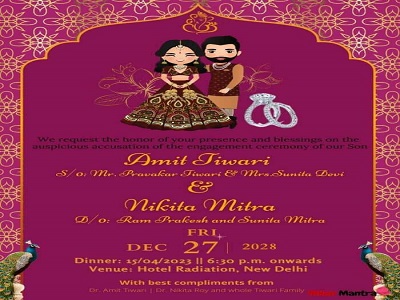 We request the honor of your presence and blessings on the
auspicious accusation of the engagement ceremony of our Son
Amit Tiwari
S/o: Mr. Pravakar Tiwari & Mrs.Sunita Devi
&
Nikita Mitra
D/o: Ram Prakesh and Sunita Mitra
FRI
DEC 27 2028
Dinner: 15/04/2023 || 6:30 p.m. onwards
Venue: Hotel Radiation, New Delhi
With best compliments from
Dr. Amit Tiwari | Dr. Nikita Roy and whole Tiwari Family
Mantra